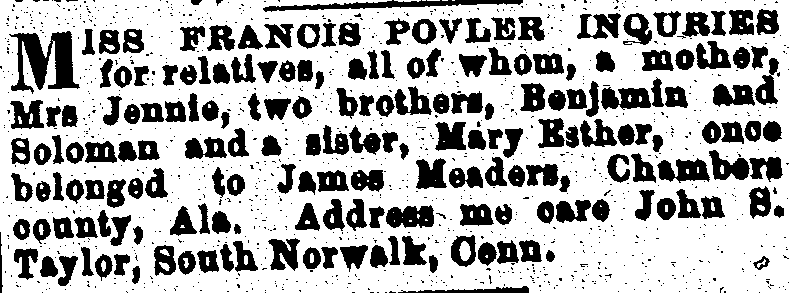 MISS FRANCIS POVLER INQURIES
for relatives, all of whom, a mother,
Mrs Jennie, two brothers, Benjamin and
Soloman and a sister, Mary Esther, once
belonged to James Meaders, Chambers
county, Ala. Address me care John S.
Taylor, South Norwalk, Conn.